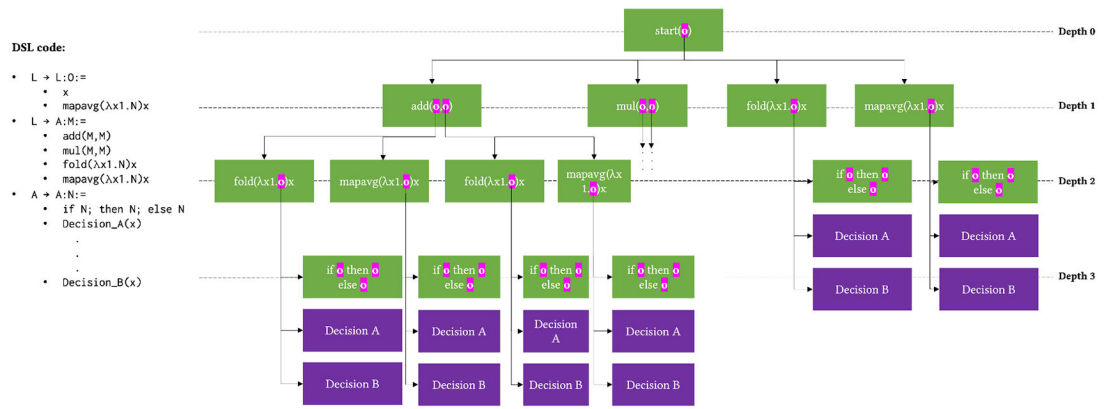 start(o)
Depth 0
DSL code:
• L → L:O:=
• x
• mapavg(λx1.N)x
• L → A:M:=
• add(M,M)
• mul(M,M)
• fold(λx1.N)x
• mapavg(λx1.N)x
• A → A:N:=
• if N; then N; else N
• Decision_A(x)
.
.
.
• Decision_B(x)
add(o,o)
mul(o,o)
fold(λx1.o)x
mapavg(λx1.o)x
Depth 1
.
.
.
.
.
.
fold(λx1.o)x
mapavg(λx1.o)x
fold(λx1.o)x
mapavg(λx
1.o)x
if o then o
else o
if o then o
else o
Depth 2
Decision A
Decision A
Decision B
Decision B
if o then o
else o
if o then o
else o
if o then o
else o
if o then o
else o
Depth 3
Decision A
Decision A
Decision
A
Decision A
Decision B
Decision B
Decision B
Decision B